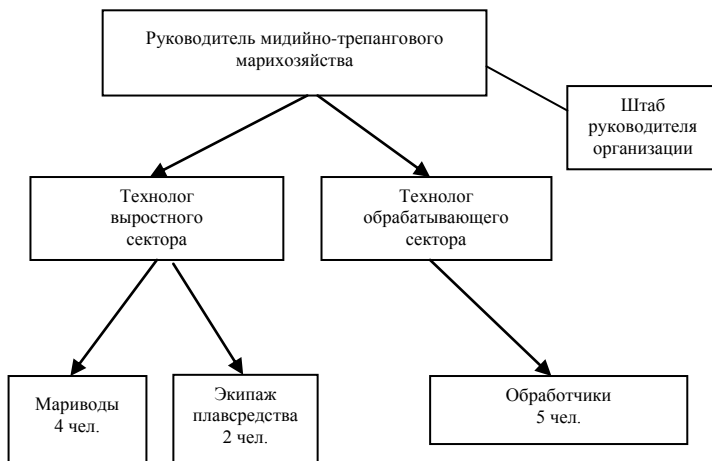 Руководитель мидийно-трепангового
марихозяйства
Штаб
руководителя
организации
Технолог
выростного
сектора
Технолог
обрабатывающего
сектора
Мариводы
4 чел.
Экипаж
плавсредства
2 чел.
Обработчики
5 чел.